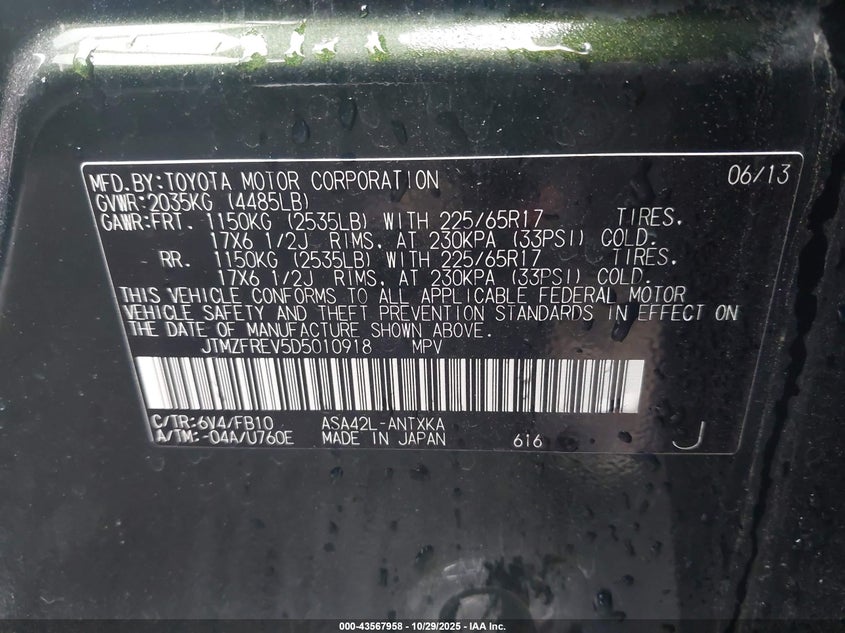 MFD.BY:TOYOTA MOTOR CORPORATION 06/13
GVWR:2035KG (4485LB)
GAWR:FRT. 1150KG (2535LB) WITH 225/65R17 TIRES,
17X6 1/2J RIMS, AT 230KPA (33PSI) COLD.
RR. 1150KG (2535LB) WITH 225/65R17 TIRES,
17X6 1/2J RIMS, AT 230KPA (33PSI) COLD.
THIS VEHICLE CONFORMS TO ALL APPLICABLE FEDERAL MOTOR
VEHICLE SAFETY AND THEFT PREVENTION STANDARDS IN EFFECT ON
THE DATE OF MANUFACTURE SHOWN ABOVE.
JTMZFREV5D5010918 MPV
C/TR:6V4/FB10 ASA42L-ANTXKA
A/TM:-04A/U760E MADE IN JAPAN 616 J
000-43567958 - 10/29/2025 - IAA Inc.